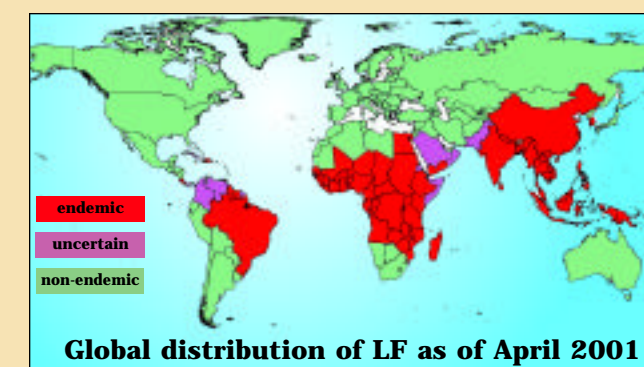 endemic
uncertain
non-endemic
Global distribution of LF as of April 2001